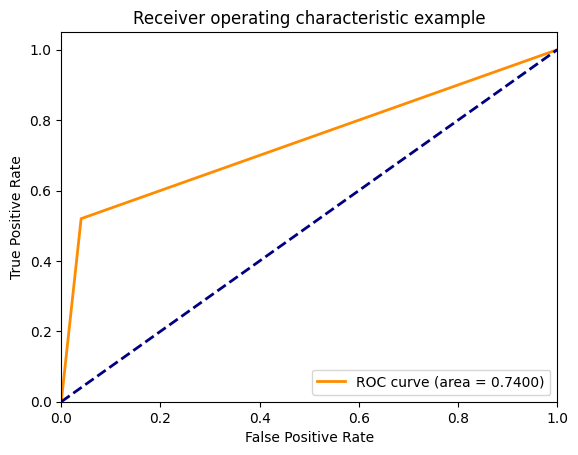 Receiver operating characteristic example
True Positive Rate
1.0
0.8
0.6
0.4
0.2
0.0
ROC curve (area = 0.7400)
0.0 0.2 0.4 0.6 0.8 1.0
False Positive Rate